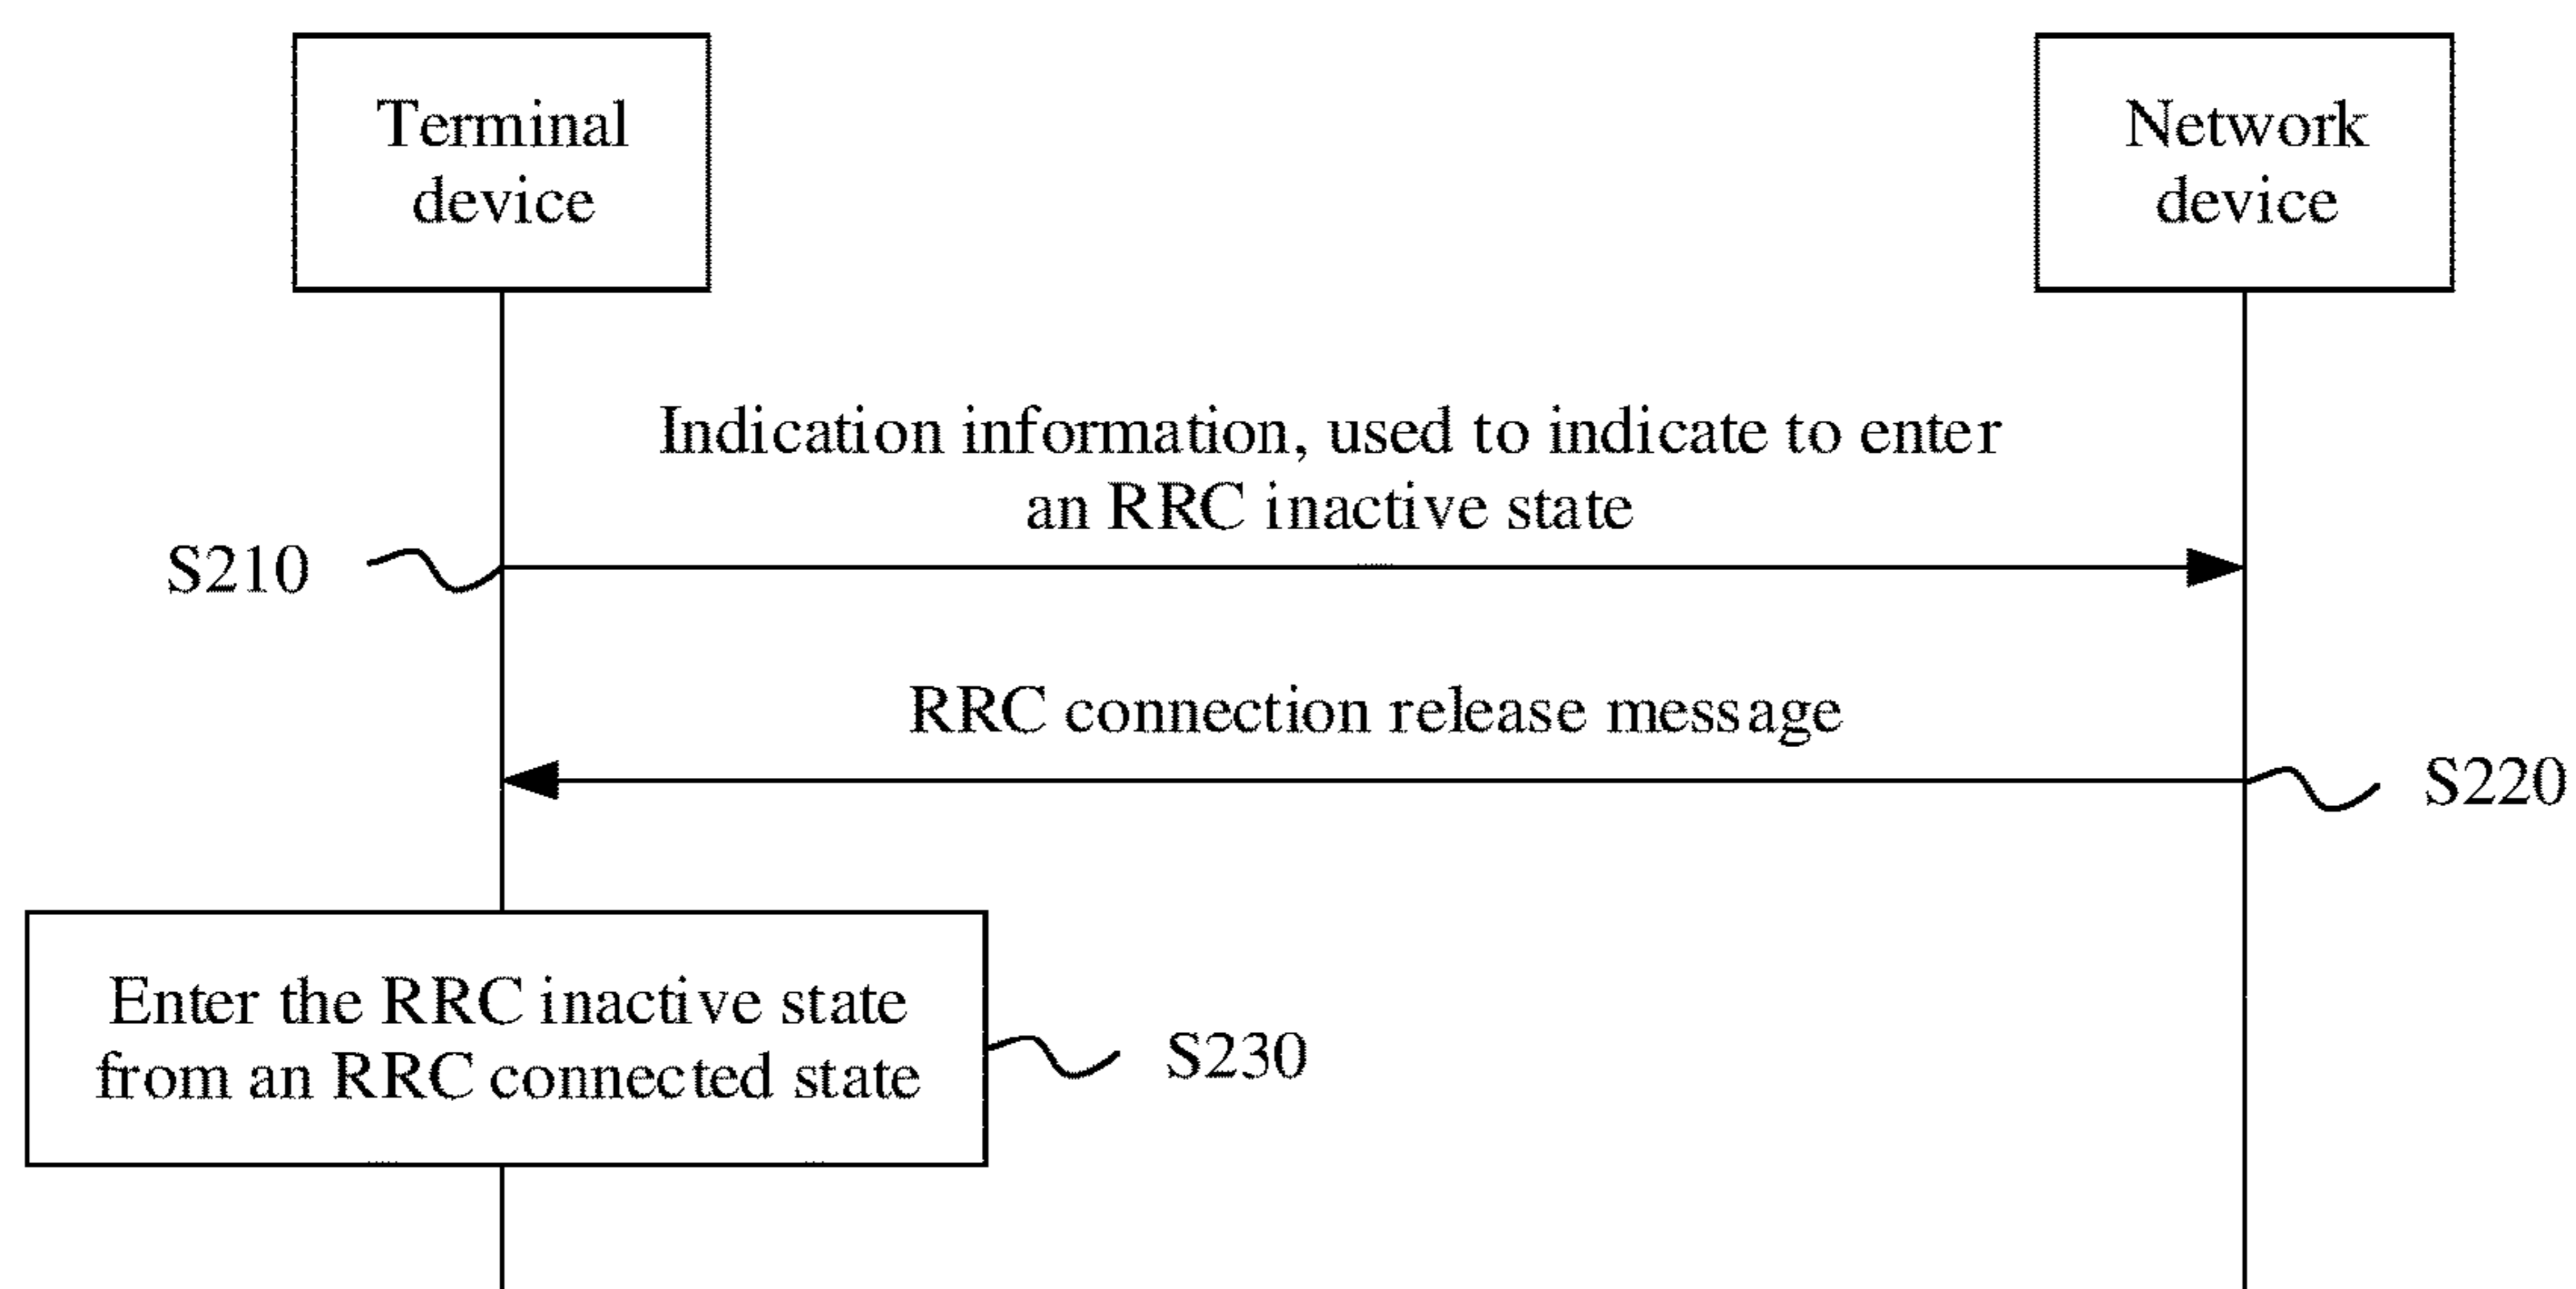 Terminal
device
Network
device
Indication information, used to indicate to enter
an RRC inactive state
S210
RRC connection release message
S220
Enter the RRC inactive state
from an RRC connected state
S230